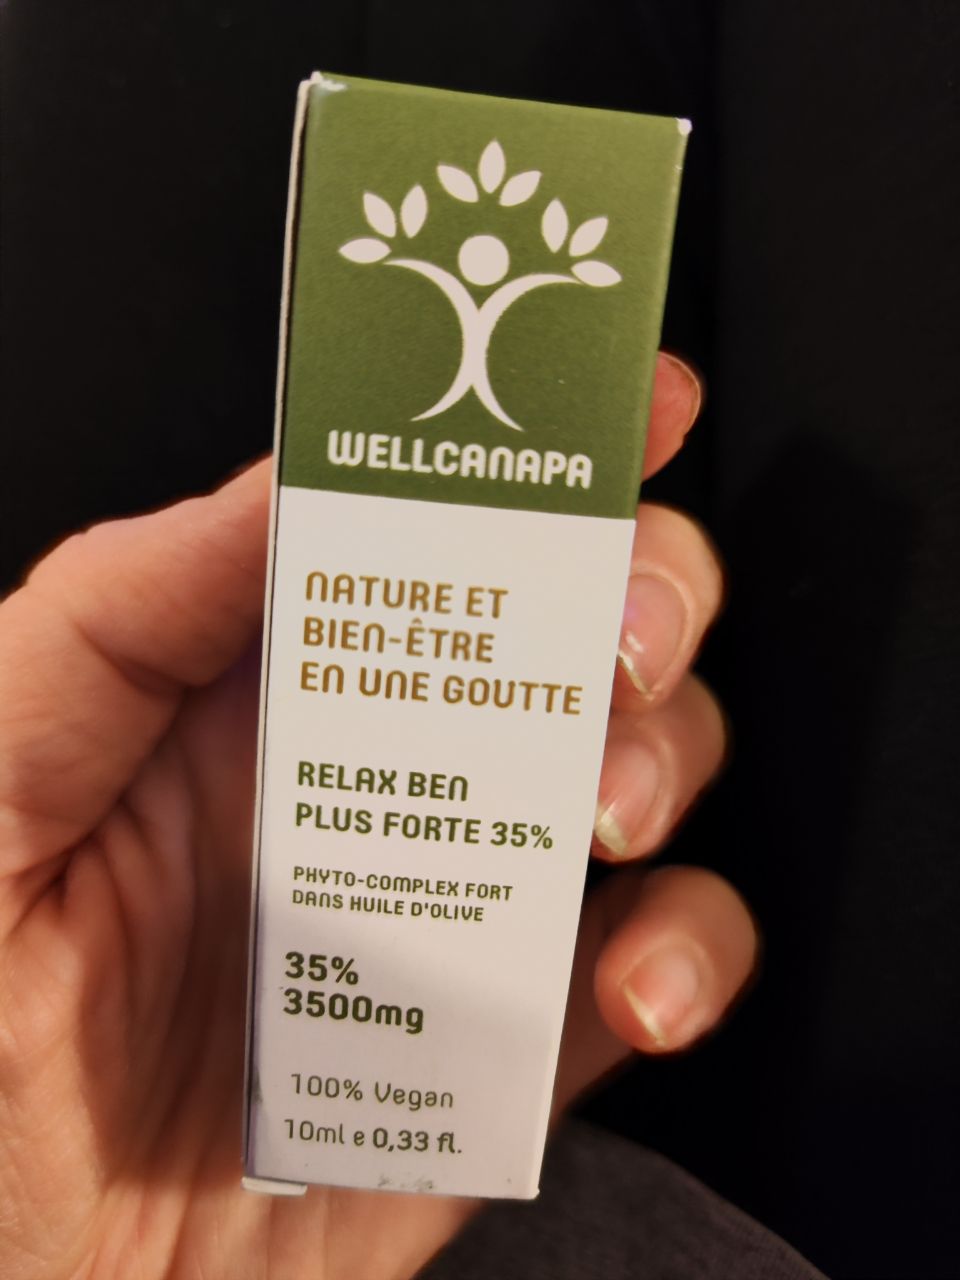 WELLCANAPA
NATURE ET
BIEN-ÊTRE
EN UNE GOUTTE
RELAX BEN
PLUS FORTE 35%
PHYTO-COMPLEX FORT
DANS HUILE D'OLIVE
35%
3500mg
100% Vegan
10ml e 0,33 fl.